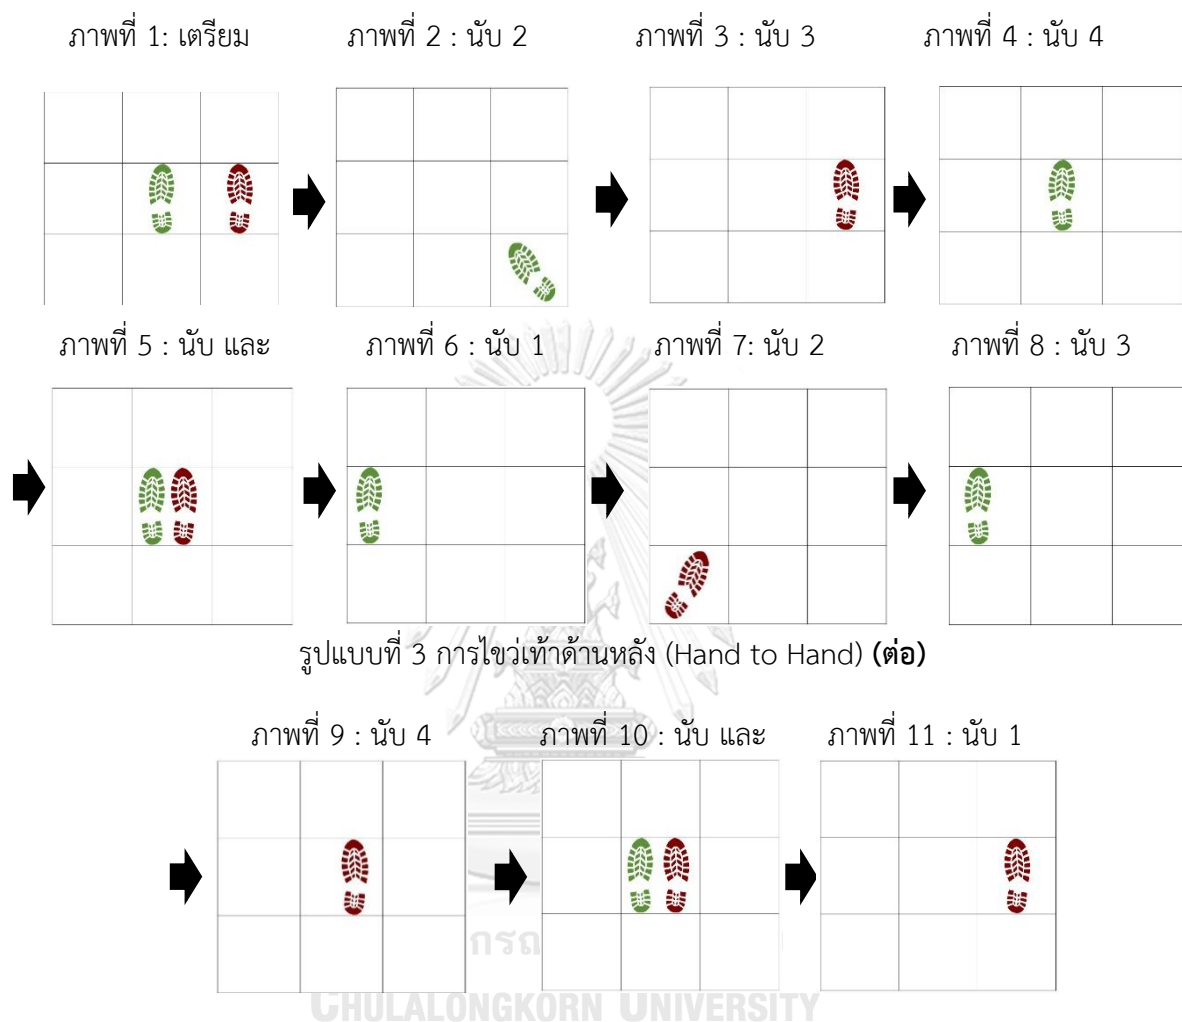 ภาพที่ 1: เตรียม ภาพที่ 2 : นับ 2 ภาพที่ 3 : นับ 3 ภาพที่ 4 : นับ 4
ภาพที่ 5 : นับ และ ภาพที่ 6 : นับ 1 ภาพที่ 7: นับ 2 ภาพที่ 8 : นับ 3
รูปแบบที่ 3 การไขว่เท้าด้านหลัง (Hand to Hand) (ต่อ)
ภาพที่ 9 : นับ 4 ภาพที่ 10 : นับ และ ภาพที่ 11 : นับ 1
CHULALONGKORN UNIVERSITY